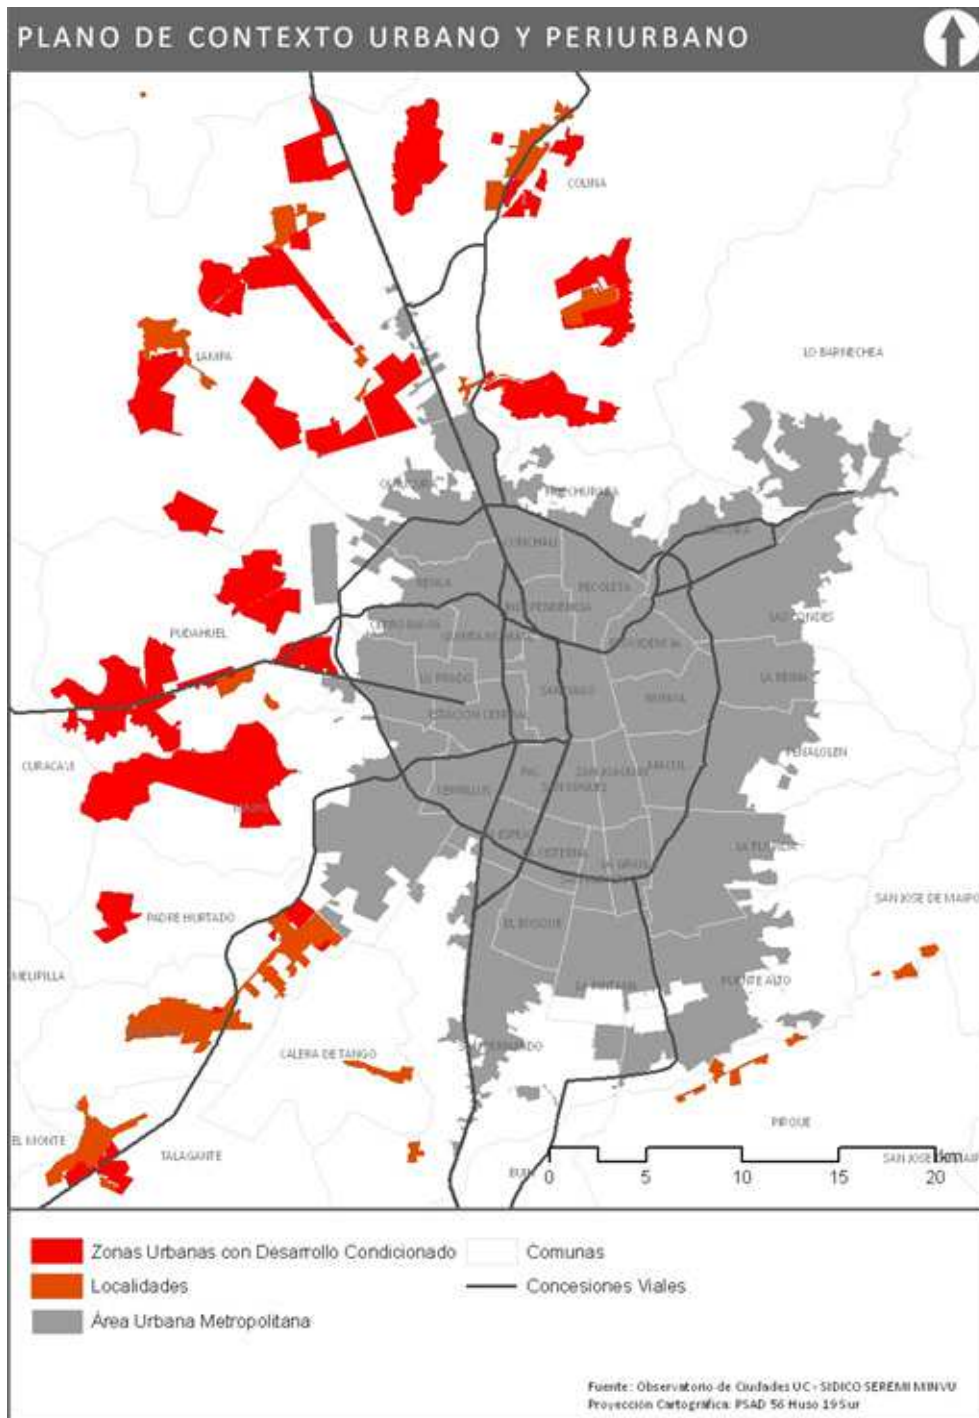 PLANO DE CONTEXTO URBANO Y PERIURBANO
COLINA
LO BARNECHEA
LAMPA
QUILICURA
HUECHURABA
CONCHALI
RENCA
RECOLETA
INDEPENDENCIA
LAS CONDES
PUDAHUEL
LO PRADO
SANTIAGO
ÑUÑOA
LA REINA
ESTACION CENTRAL
CURACAVI
PAC
SAN JOAQUIN
MACUL
PEÑALOLEN
CERRILLOS
LA FLORIDA
PADRE HURTADO
EL BOSQUE
SAN JOSE DE MAIPO
MELIPILLA
LA PINTANA
PUENTE ALTO
CALERA DE TANGO
EL MONTE
TALAGANTE
PIRQUE
BUIN
km
0 5 10 15 20
Zonas Urbanas con Desarrollo Condicionado
Comunas
Localidades
Concesiones Viales
Área Urbana Metropolitana
Fuente: Observatorio de Ciudades UC - SIDICO SEREMI MINVU
Proyección Cartográfica: PSAD 56 Huso 19 Sur